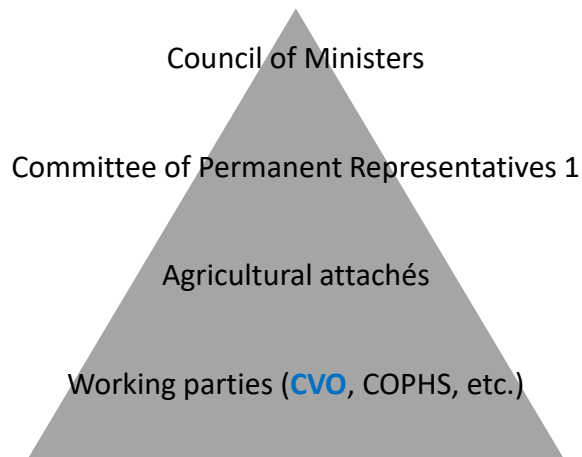 Council of Ministers
Committee of Permanent Representatives 1
Agricultural attachés
Working parties (CVO, COPHS, etc.)